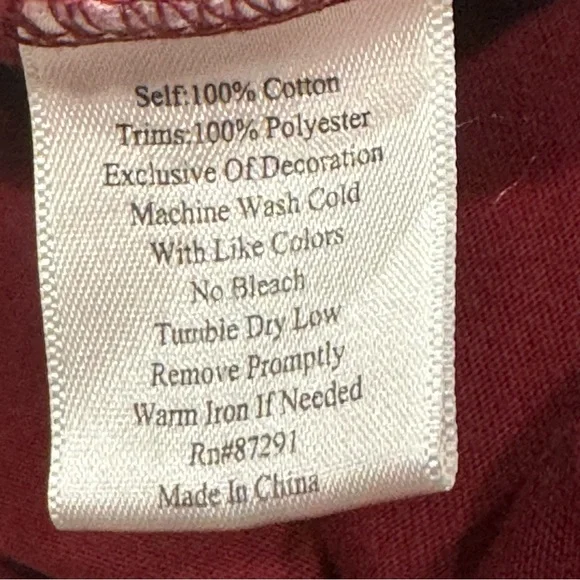 Self:100% Cotton
Trims:100% Polyester
Exclusive Of Decoration
Machine Wash Cold
With Like Colors
No Bleach
Tumble Dry Low
Remove Promptly
Warm Iron If Needed
Rn#87291
Made In China